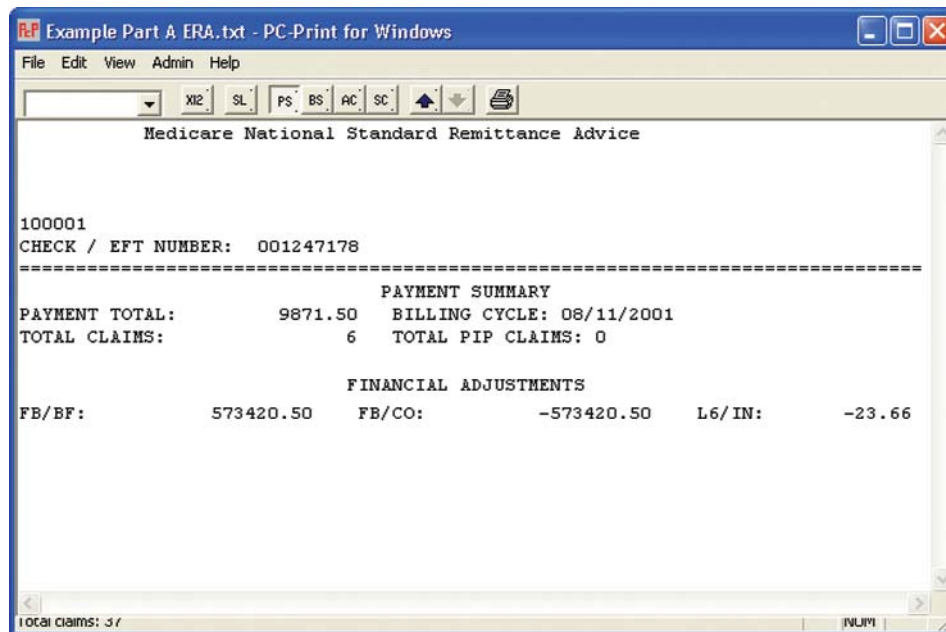 PcP Example Part A ERA.txt - PC-Print for Windows
File Edit View Admin Help
X12 SL PS BS AC SC
Medicare National Standard Remittance Advice
100001
CHECK / EFT NUMBER: 001247178
================================================================================
PAYMENT SUMMARY
PAYMENT TOTAL: 9871.50 BILLING CYCLE: 08/11/2001
TOTAL CLAIMS: 6 TOTAL PIP CLAIMS: 0
FINANCIAL ADJUSTMENTS
FB/BF: 573420.50 FB/CO: -573420.50 L6/IN: -23.66
Total claims: 37 NUM